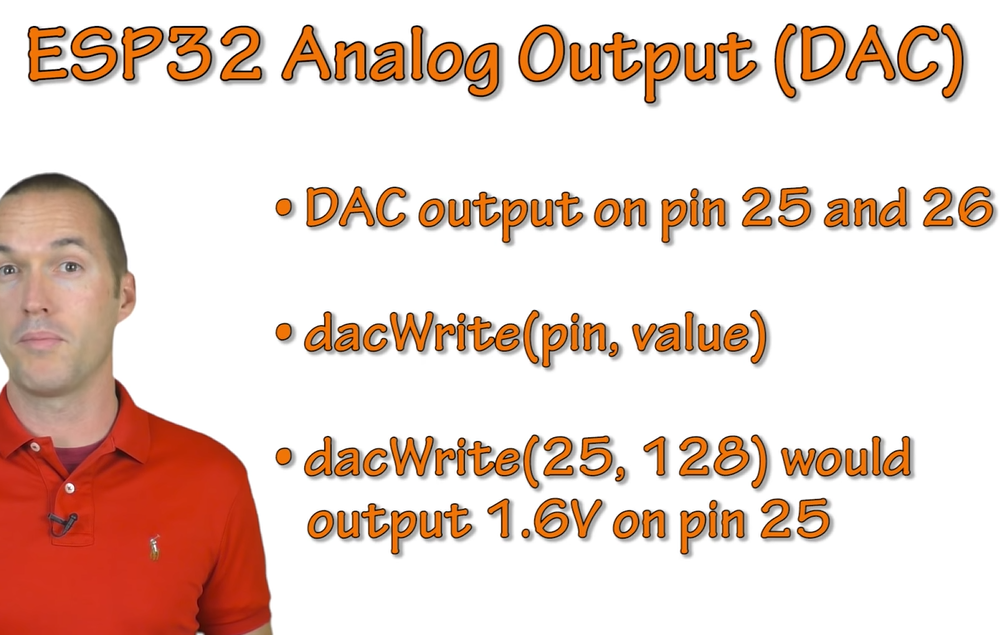 ESP32 Analog Output (DAC)
• DAC output on pin 25 and 26
• dacWrite(pin, value)
• dacWrite(25, 128) would
output 1.6V on pin 25